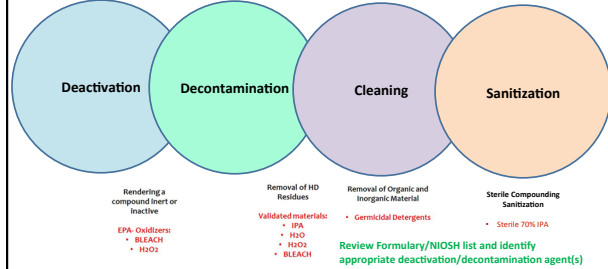 Deactivation
Decontamination
Cleaning
Sanitization
Rendering a
compound inert or
inactive
EPA- Oxidizers:
• BLEACH
• H2O2
Removal of HD
Residues
Validated materials:
• IPA
• H2O
• H2O2
• BLEACH
Removal of Organic and
Inorganic Material
• Germicidal Detergents
Sterile Compounding
Sanitization
• Sterile 70% IPA
Review Formulary/NIOSH list and identify
appropriate deactivation/decontamination agent(s)